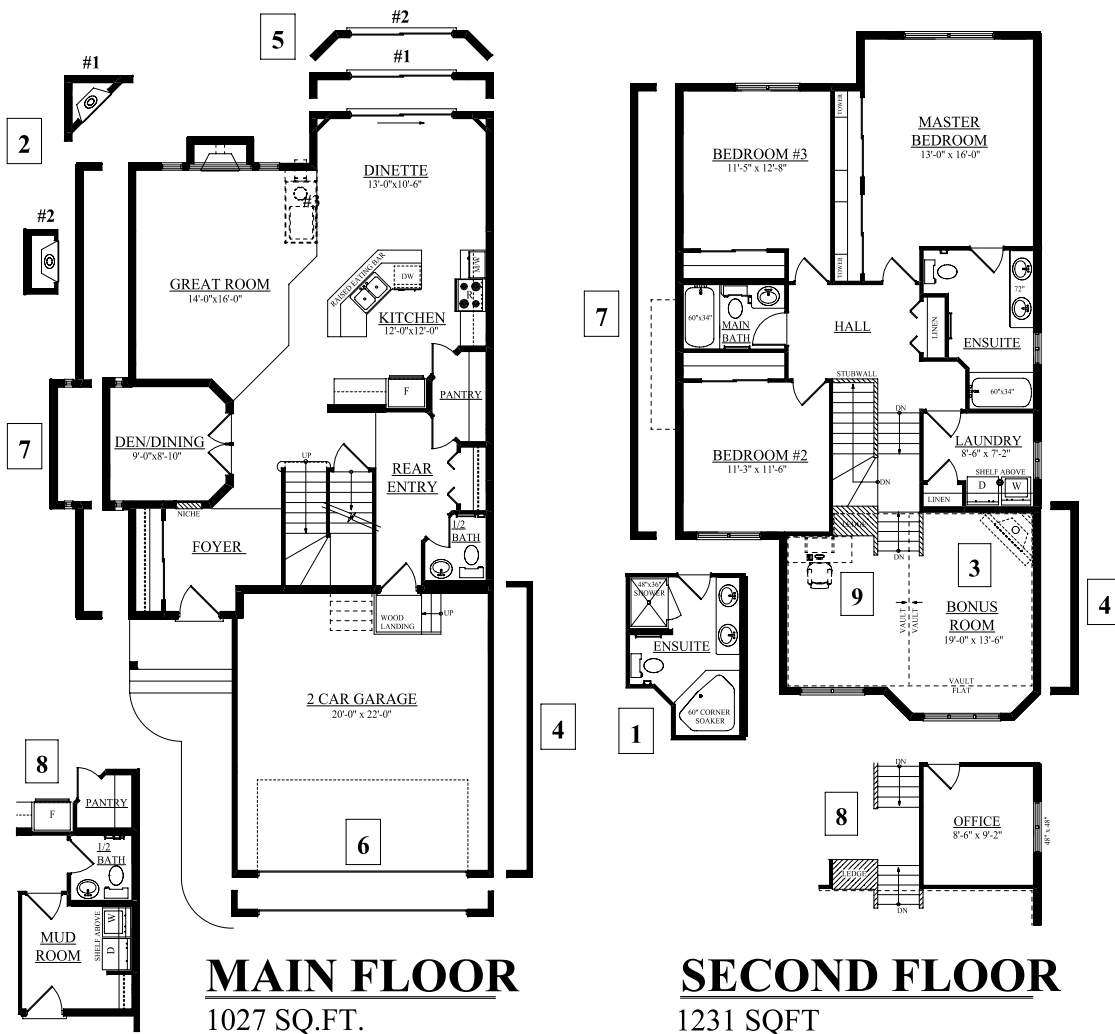 #2
5
#1
#1
2
#2
DINETTE
13'-0"x10'-6"
#3
GREAT ROOM
14'-0"x16'-0"
RAISED EATING BAR
DW
M/W
R
KITCHEN
12'-0"x12'-0"
F
PANTRY
7
DEN/DINING
9'-0"x8'-10"
NICHE
UP
REAR
ENTRY
1/2
BATH
FOYER
WOOD
LANDING
UP
2 CAR GARAGE
20'-0" x 22'-0"
4
6
8
F
PANTRY
1/2
BATH
SHELF ABOVE
W
D
MUD
ROOM
MAIN FLOOR
1027 SQ.FT.
TOWER
MASTER
BEDROOM
13'-0" x 16'-0"
BEDROOM #3
11'-5" x 12'-8"
TOWER
7
60"x34"
MAIN
BATH
HALL
LINEN
72"
ENSUITE
60"x34"
STUBWALL
DN
DN
BEDROOM #2
11'-3" x 11'-6"
LAUNDRY
8'-6" x 7'-2"
SHELF ABOVE
D
W
LINEN
LEDGE
DN
3
9
VAULT
VAULT
BONUS
ROOM
19'-0" x 13'-6"
VAULT
FLAT
4
48"x36"
SHOWER
ENSUITE
60" CORNER
SOAKER
1
8
DN
OFFICE
8'-6" x 9'-2"
48" x 48"
LEDGE
DN
SECOND FLOOR
1231 SQFT